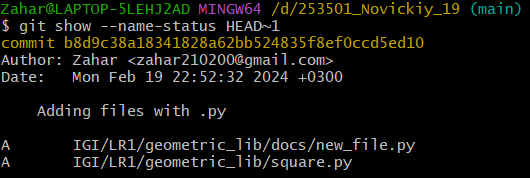 Zahar@LAPTOP-5LEHJ2AD MINGW64 /d/253501_Novickiy_19 (main)
$ git show --name-status HEAD~1
commit b8d9c38a18341828a62bb524835f8ef0ccd5ed10
Author: Zahar <zahar210200@gmail.com>
Date:   Mon Feb 19 22:52:32 2024 +0300
    Adding files with .py
A       IGI/LR1/geometric_lib/docs/new_file.py
A       IGI/LR1/geometric_lib/square.py